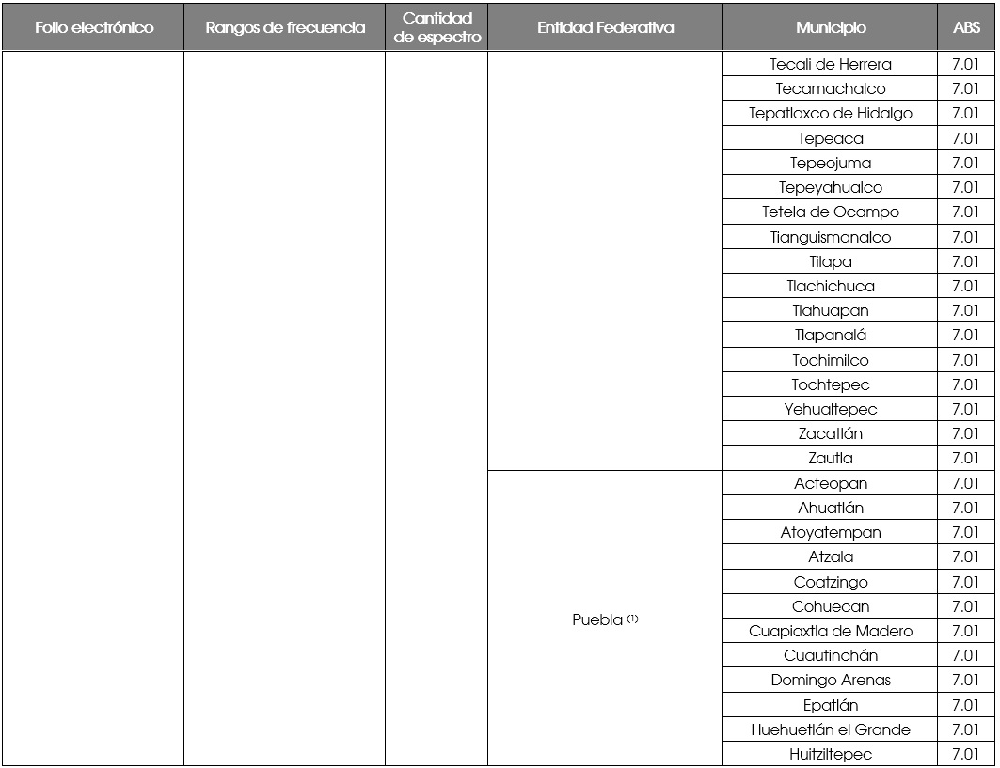 Folio electrónico Rangos de frecuencia Cantidad de espectro Entidad Federativa Municipio ABS
Tecali de Herrera 7.01
Tecamachalco 7.01
Tepatlaxco de Hidalgo 7.01
Tepeaca 7.01
Tepeojuma 7.01
Tepeyahualco 7.01
Tetela de Ocampo 7.01
Tianguismanalco 7.01
Tilapa 7.01
Tlachichuca 7.01
Tlahuapan 7.01
Tlapanalá 7.01
Tochimilco 7.01
Tochtepec 7.01
Yehualtepec 7.01
Zacatlán 7.01
Zautla 7.01
Puebla (1)
Acteopan 7.01
Ahuatlán 7.01
Atoyatempan 7.01
Atzala 7.01
Coatzingo 7.01
Cohuecan 7.01
Cuapiaxtla de Madero 7.01
Cuautinchán 7.01
Domingo Arenas 7.01
Epatlán 7.01
Huehuetlán el Grande 7.01
Huitziltepec 7.01